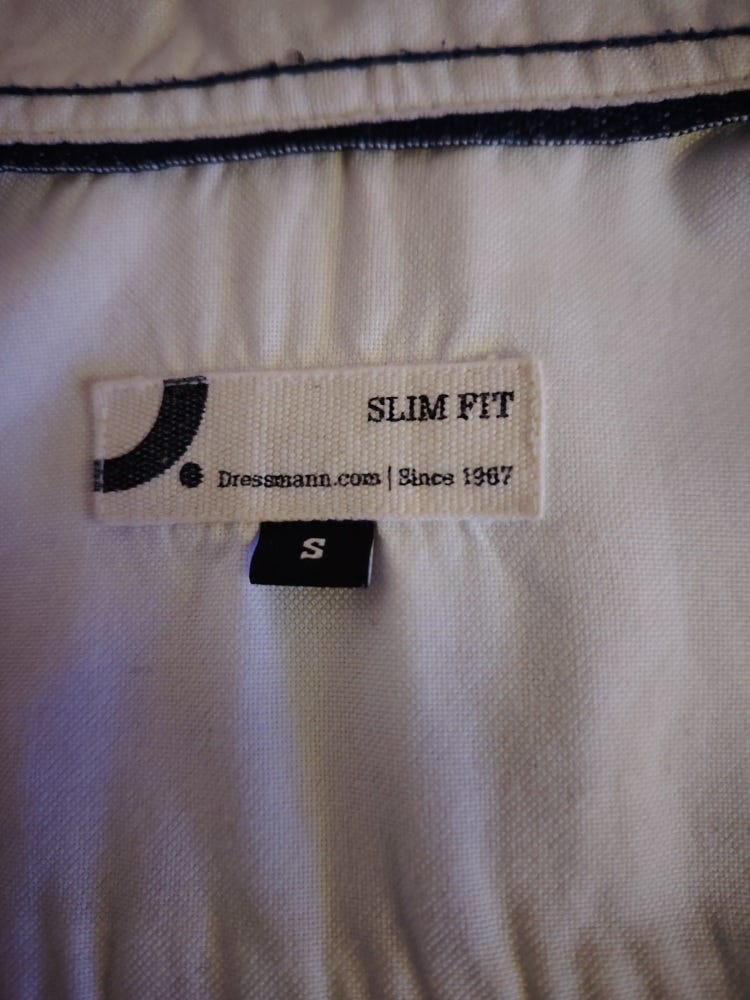 SLIM FIT
Dressmann.com | Since 1967
S